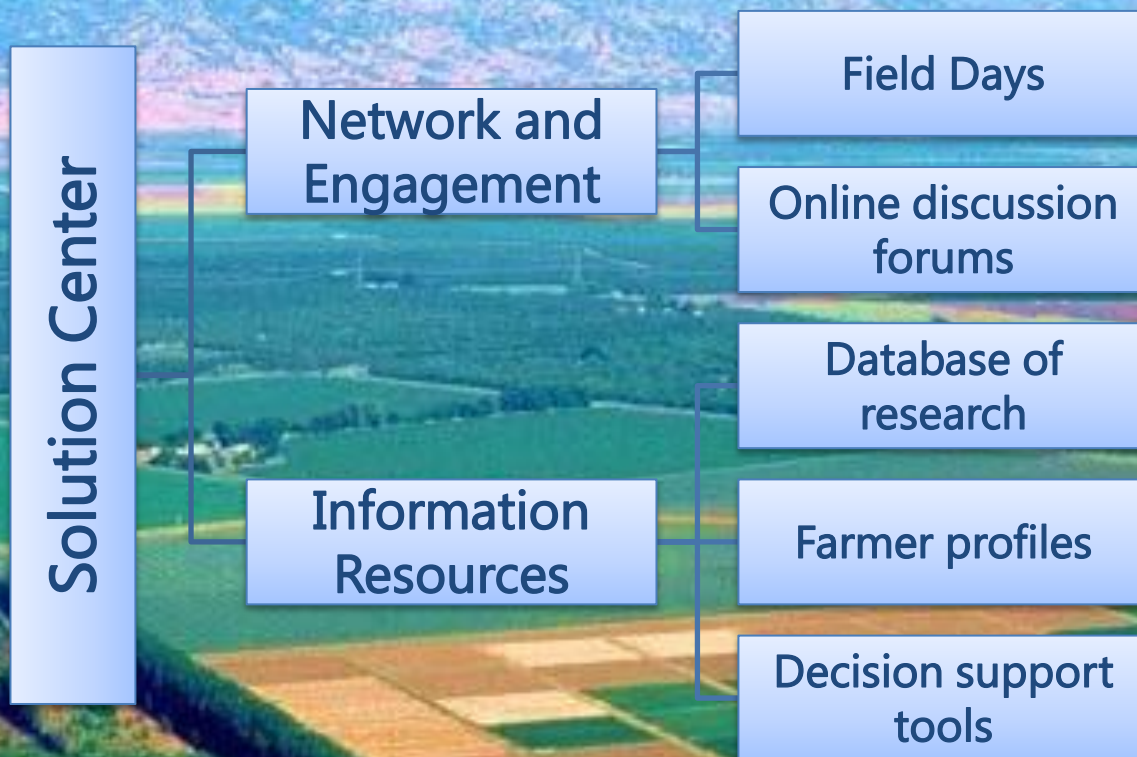 Solution Center
Network and
Engagement
Field Days
Online discussion
forums
Information
Resources
Database of
research
Farmer profiles
Decision support
tools